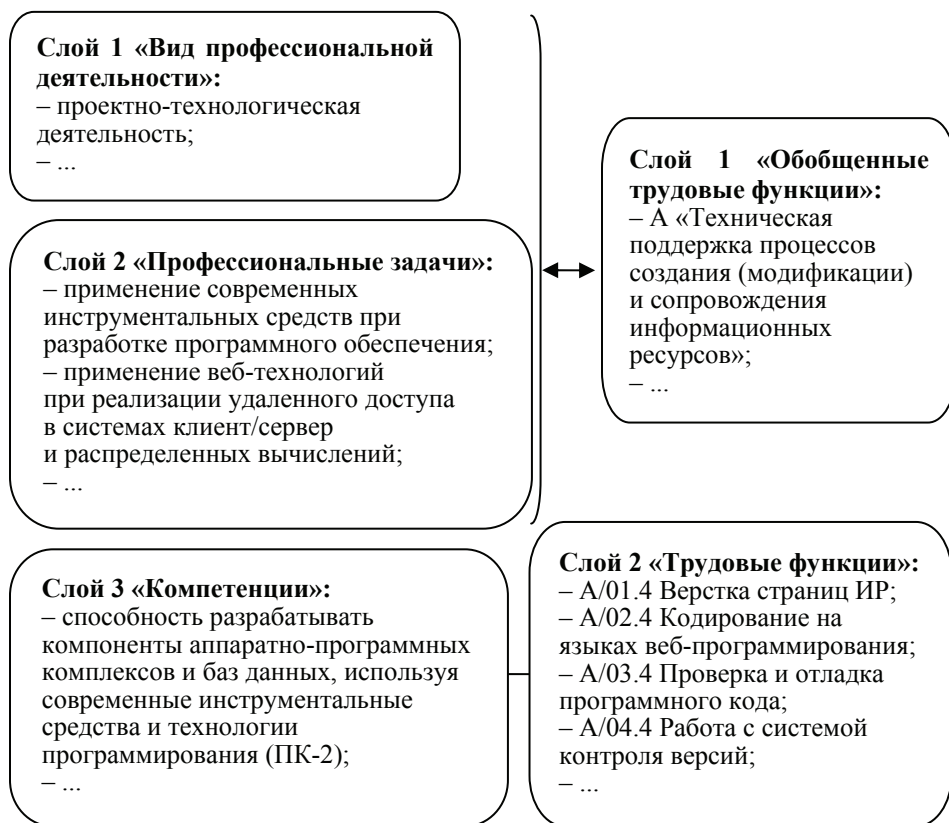 Слой 1 «Вид профессиональной
деятельности»:
– проектно-технологическая
деятельность;
– ...
Слой 2 «Профессиональные задачи»:
– применение современных
инструментальных средств при
разработке программного обеспечения;
– применение веб-технологий
при реализации удаленного доступа
в системах клиент/сервер
и распределенных вычислений;
– ...
Слой 3 «Компетенции»:
– способность разрабатывать
компоненты аппаратно-программных
комплексов и баз данных, используя
современные инструментальные
средства и технологии
программирования (ПК-2);
– ...
Слой 1 «Обобщенные
трудовые функции»:
– А «Техническая
поддержка процессов
создания (модификации)
и сопровождения
информационных
ресурсов»;
– ...
Слой 2 «Трудовые функции»:
– А/01.4 Верстка страниц ИР;
– А/02.4 Кодирование на
языках веб-программирования;
– А/03.4 Проверка и отладка
программного кода;
– А/04.4 Работа с системой
контроля версий;
– ...